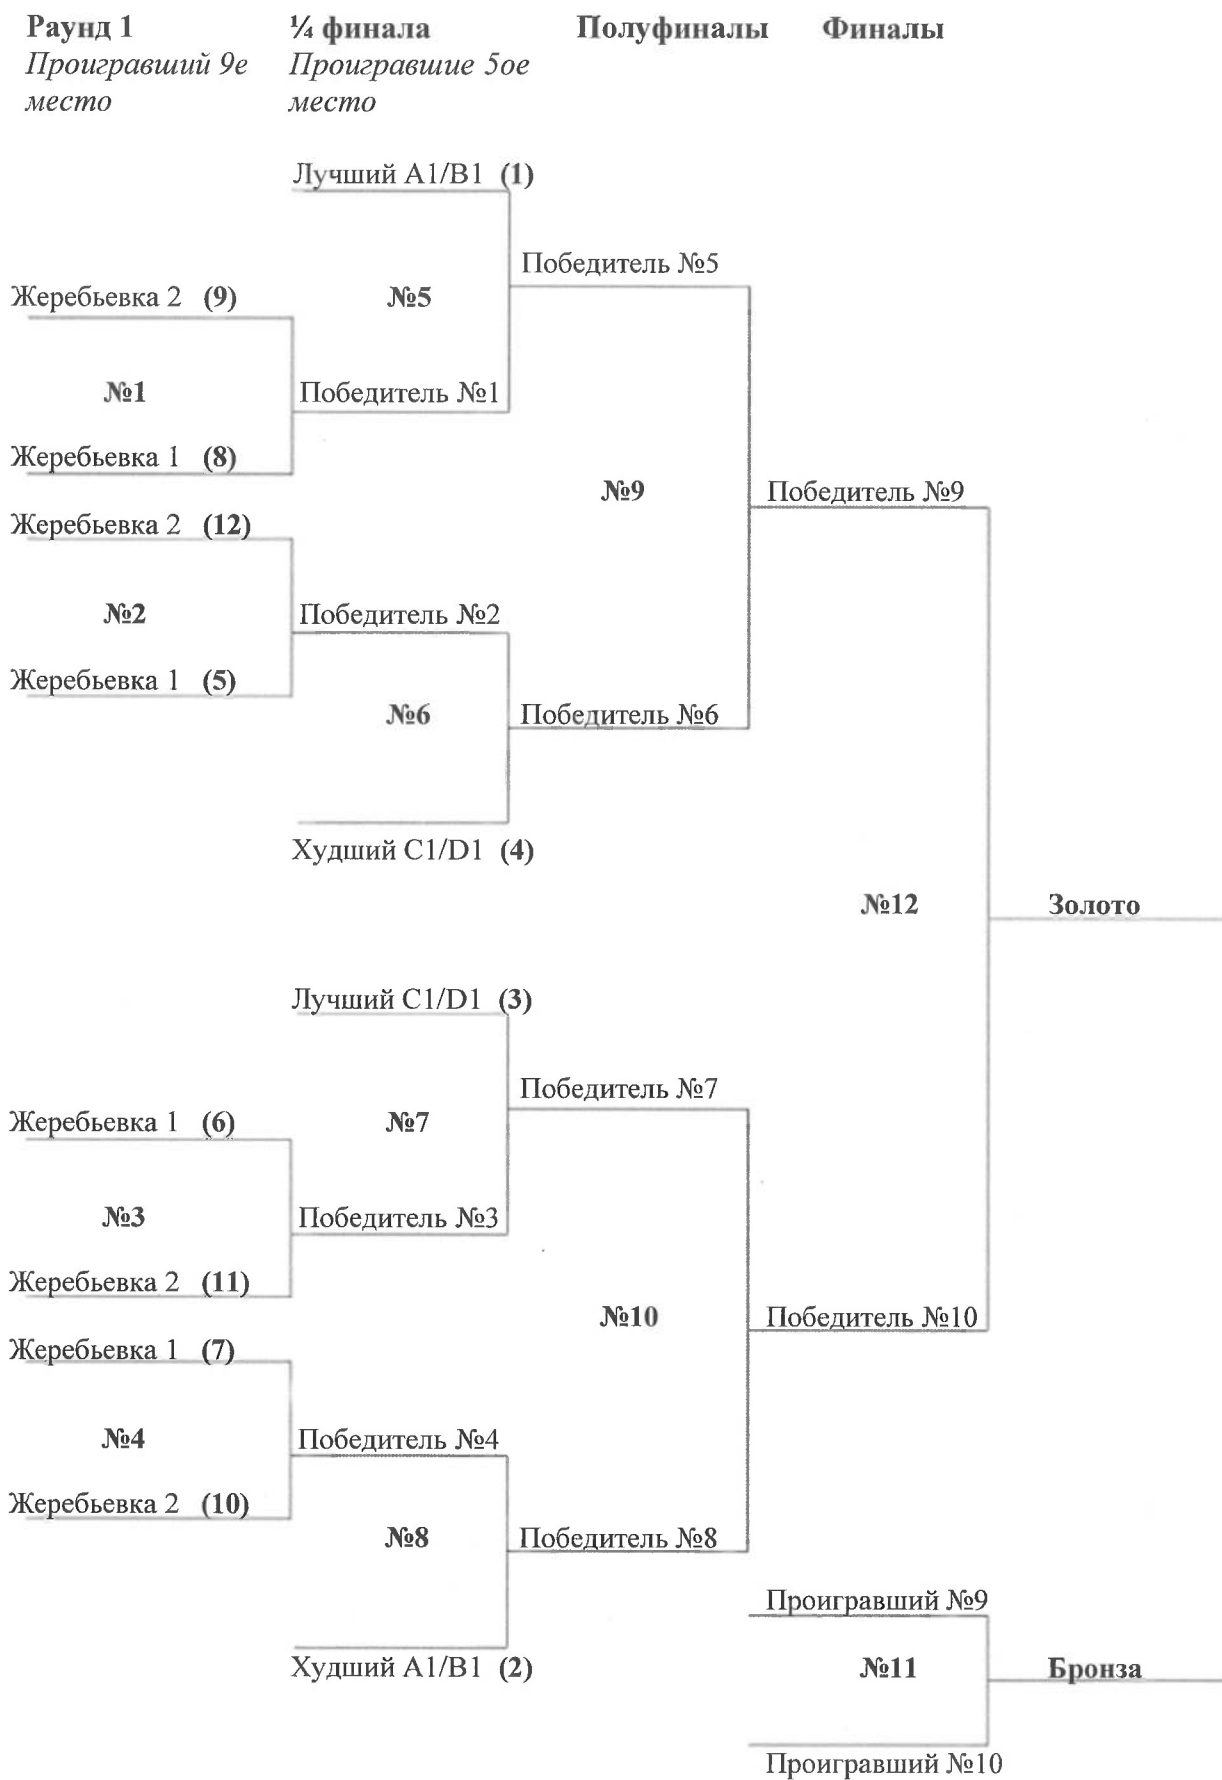 Раунд 1
¼ финала
Полуфиналы
Финалы
Проигравший 9е
место
Проигравшие 5ое
место
Лучший A1/B1 (1)
Победитель №5
Жеребьевка 2 (9)
№5
№1
Победитель №1
Жеребьевка 1 (8)
№9
Победитель №9
Жеребьевка 2 (12)
№2
Победитель №2
Жеребьевка 1 (5)
№6
Победитель №6
Худший C1/D1 (4)
№12
Золото
Лучший C1/D1 (3)
Победитель №7
Жеребьевка 1 (6)
№7
№3
Победитель №3
Жеребьевка 2 (11)
№10
Победитель №10
Жеребьевка 1 (7)
№4
Победитель №4
Жеребьевка 2 (10)
№8
Победитель №8
Проигравший №9
Худший A1/B1 (2)
№11
Бронза
Проигравший №10